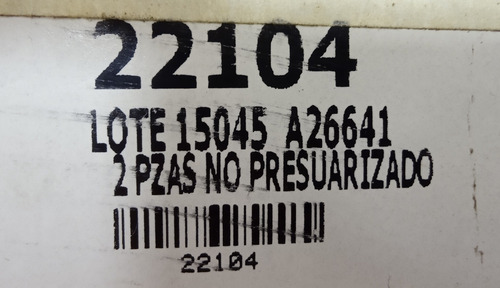 22104
LOTE 15045 A26641
2 PZAS NO PRESUARIZADO
22104